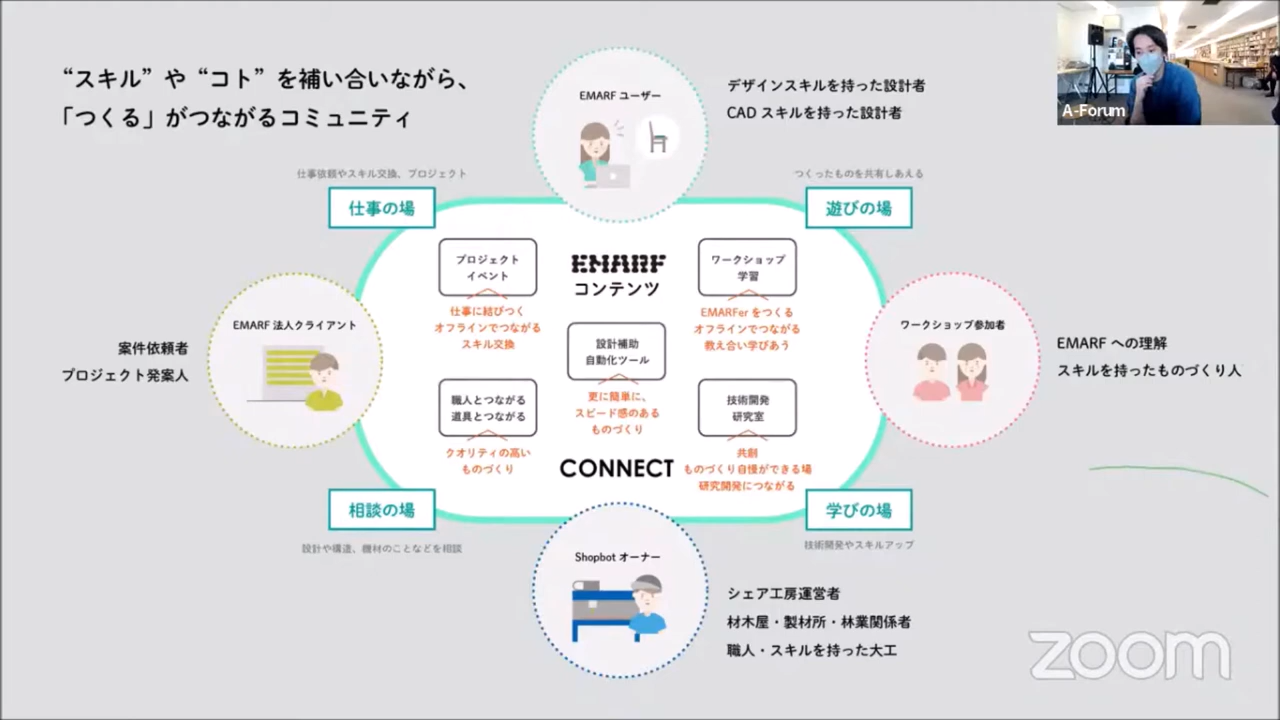 “スキル”や“コト”を補い合いながら、
「つくる」がつながるコミュニティ
EMARF ユーザー
デザインスキルを持った設計者
CAD スキルを持った設計者
A-Forum
仕事依頼やスキル交換、プロジェクト
仕事の場
つくったものを共有しあえる
遊びの場
EMARF
コンテンツ
プロジェクト
イベント
仕事に結びつく
オフラインでつながる
スキル交換
ワークショップ
学習
EMARFer をつくる
オフラインでつながる
教え合い学びあう
EMARF 法人クライアント
案件依頼者
プロジェクト発案人
設計補助
自動化ツール
更に簡単に、
スピード感のある
ものづくり
ワークショップ参加者
EMARF への理解
スキルを持ったものづくり人
職人とつながる
道具とつながる
クオリティの高い
ものづくり
技術開発
研究室
共創
ものづくり自慢ができる場
研究開発につながる
CONNECT
相談の場
設計や構造、機材のことなどを相談
学びの場
技術開発やスキルアップ
Shopbot オーナー
シェア工房運営者
材木屋・製材所・林業関係者
職人・スキルを持った大工
zoom